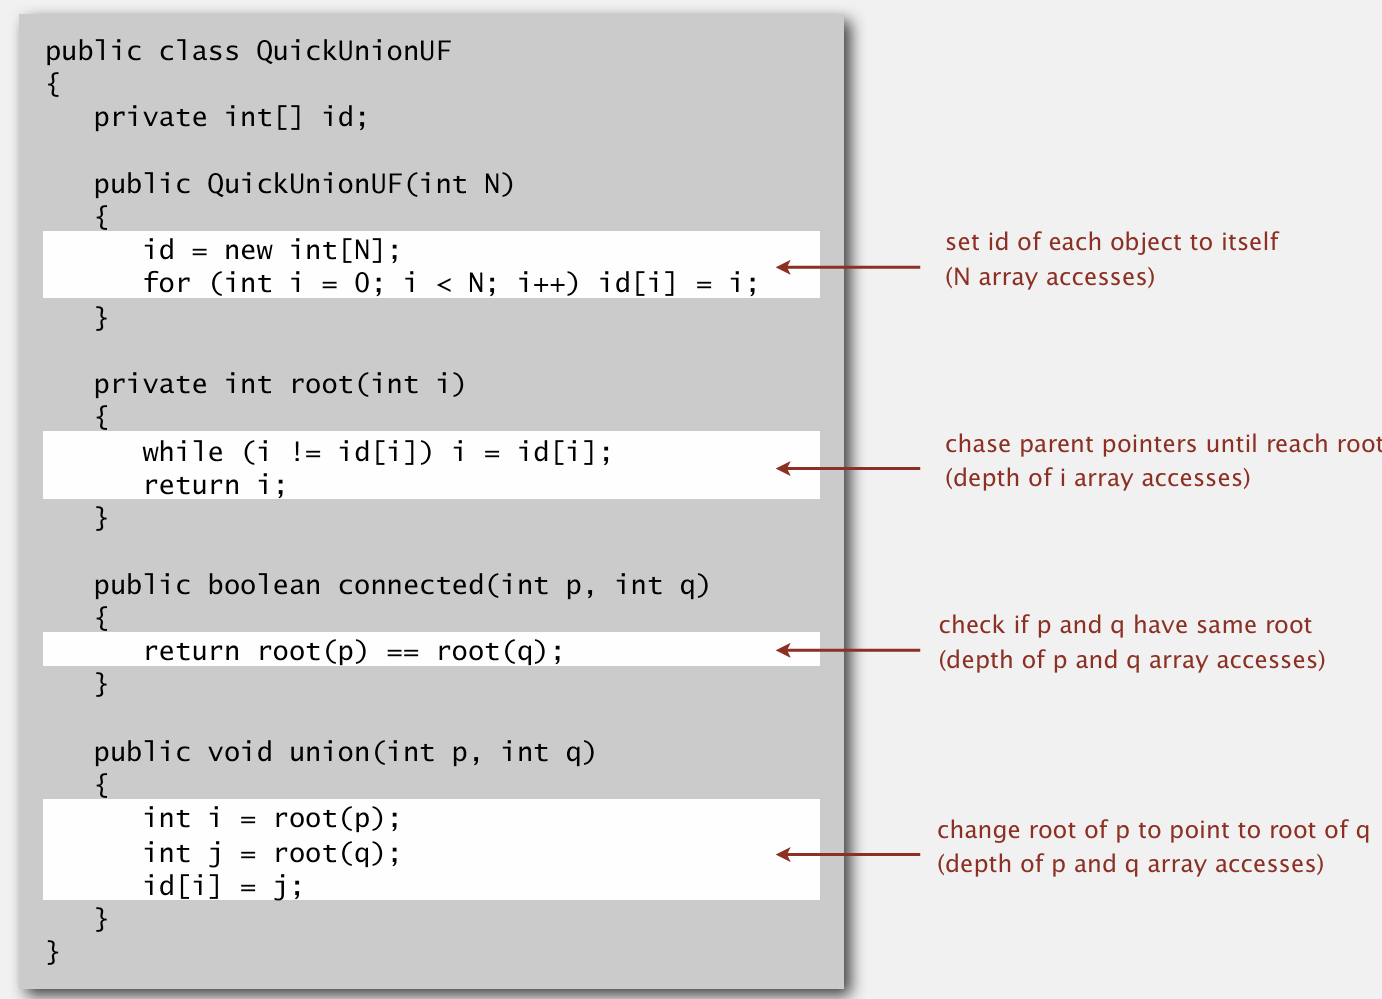 public class QuickUnionUF
{
private int[] id;
public QuickUnionUF(int N)
{
id = new int[N];
for (int i = 0; i < N; i++) id[i] = i;
}
set id of each object to itself
(N array accesses)
private int root(int i)
{
while (i != id[i]) i = id[i];
return i;
}
chase parent pointers until reach root
(depth of i array accesses)
public boolean connected(int p, int q)
{
return root(p) == root(q);
}
check if p and q have same root
(depth of p and q array accesses)
public void union(int p, int q)
{
int i = root(p);
int j = root(q);
id[i] = j;
}
}
change root of p to point to root of q
(depth of p and q array accesses)